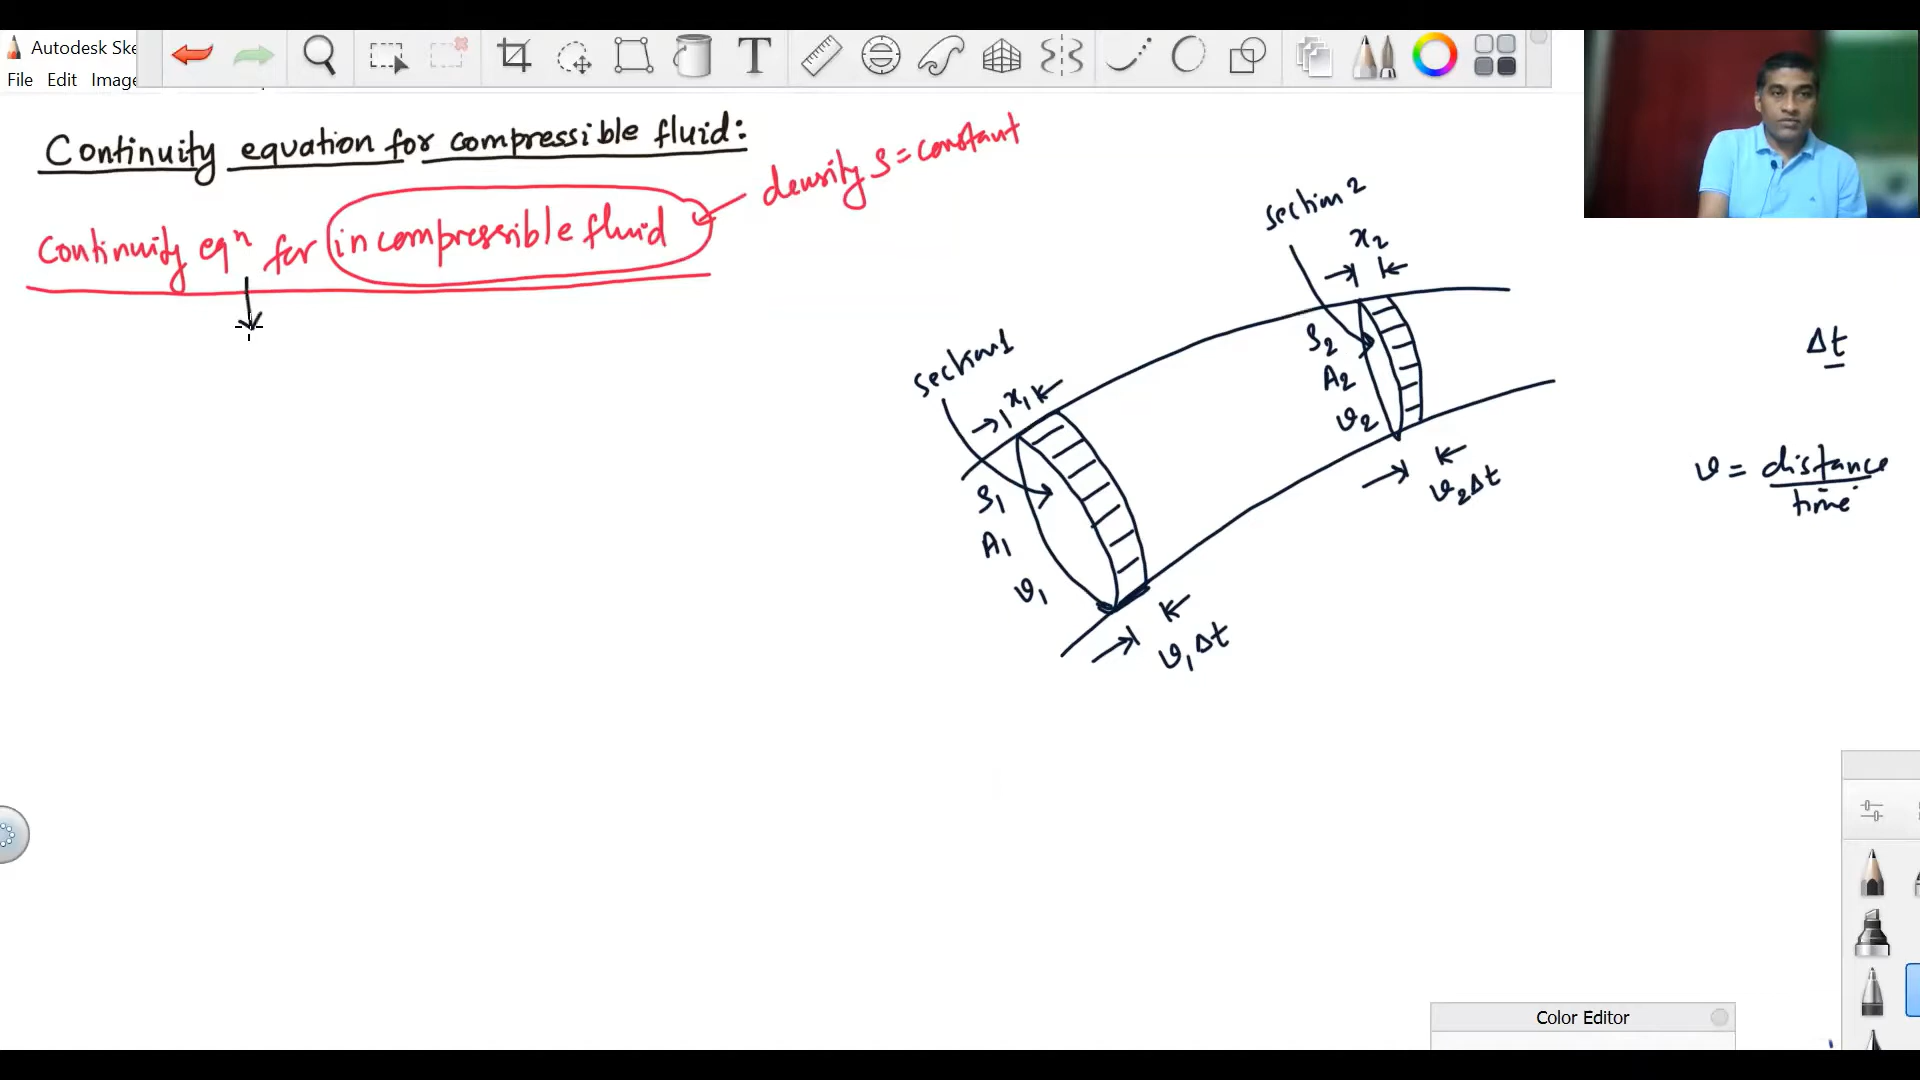 Autodesk Ske
File Edit Image
T
Continuity equation for compressible fluid:
density ρ = constant
Continuity eqⁿ for incompressible fluid
section 2
x₂
section 1
x₁
ρ₂
A₂
v₂
Δt
v = distance
time
v₂Δt
ρ₁
A₁
v₁
v₁Δt
Color Editor